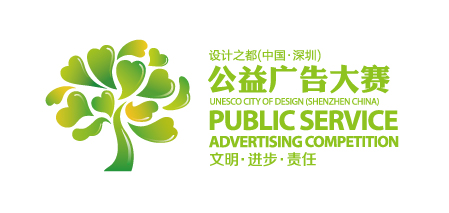 设计之都(中国·深圳)
公益广告大赛
UNESCO CITY OF DESIGN (SHENZHEN CHINA)
PUBLIC SERVICE
ADVERTISING COMPETITION
文明·进步·责任